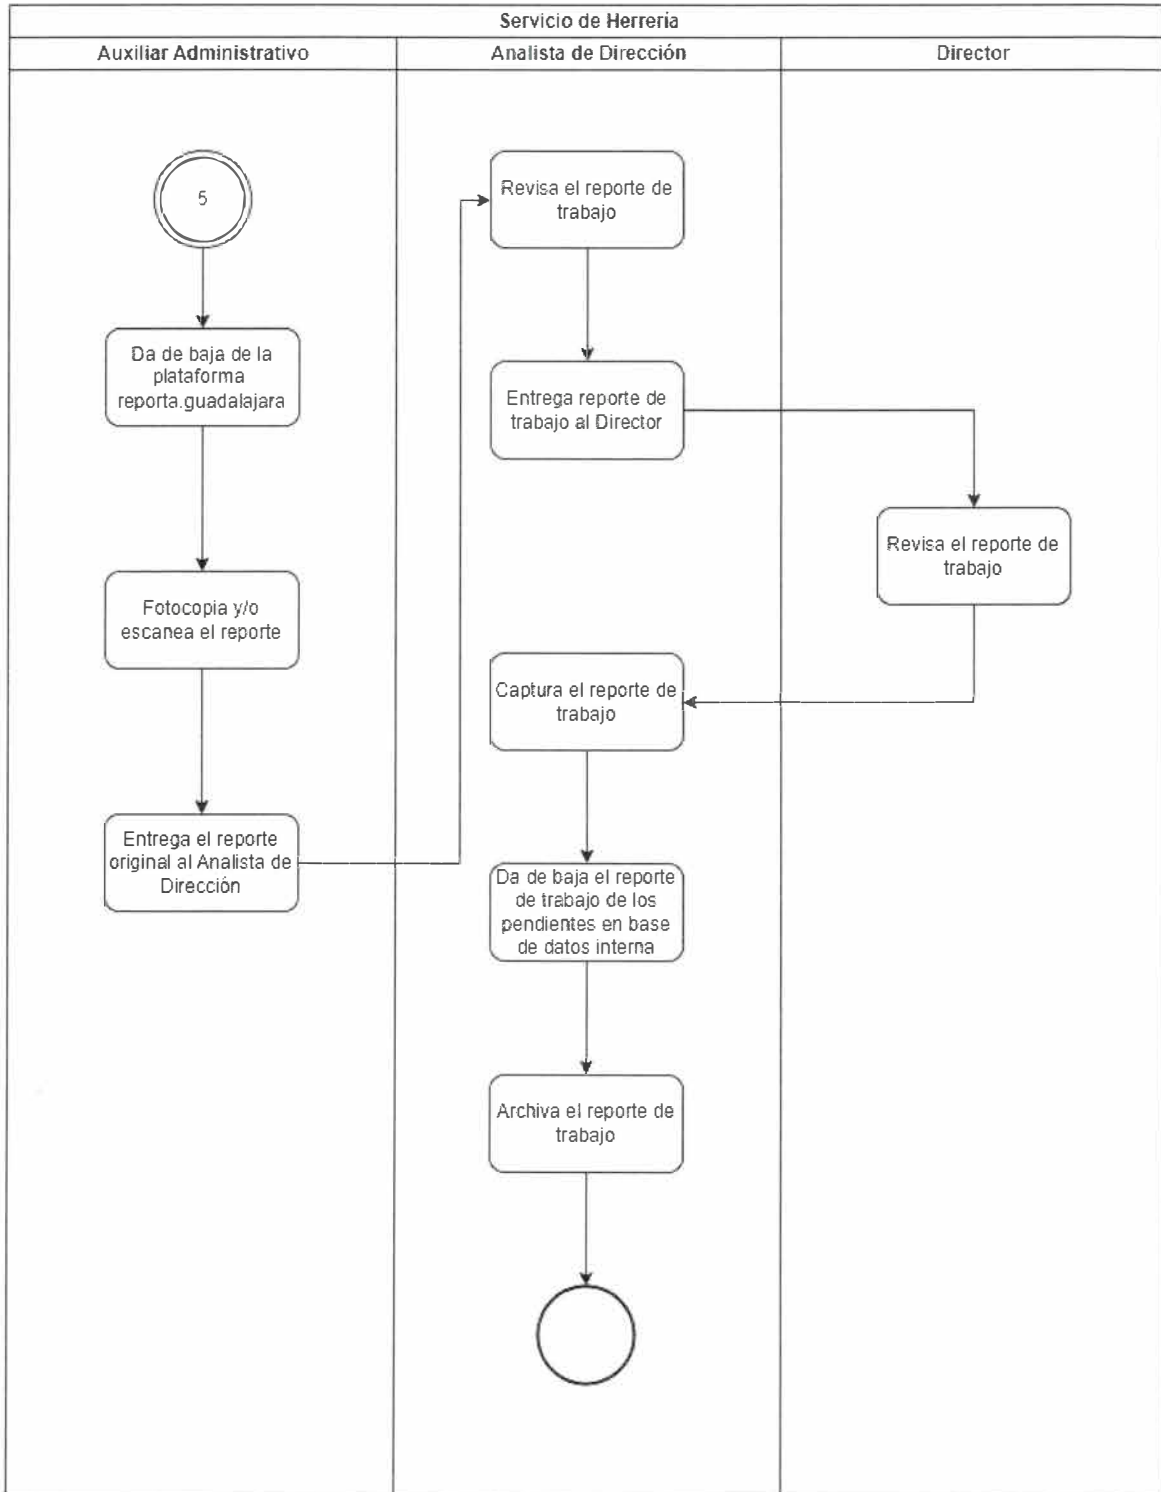 Servicio de Herrería
Auxiliar Administrativo
Analista de Dirección
Director
5
Da de baja de la
plataforma
reporta.guadalajara
Fotocopia y/o
escanea el reporte
Entrega el reporte
original al Analista de
Dirección
Revisa el reporte de
trabajo
Entrega reporte de
trabajo al Director
Revisa el reporte de
trabajo
Captura el reporte de
trabajo
Da de baja el reporte
de trabajo de los
pendientes en base
de datos interna
Archiva el reporte de
trabajo